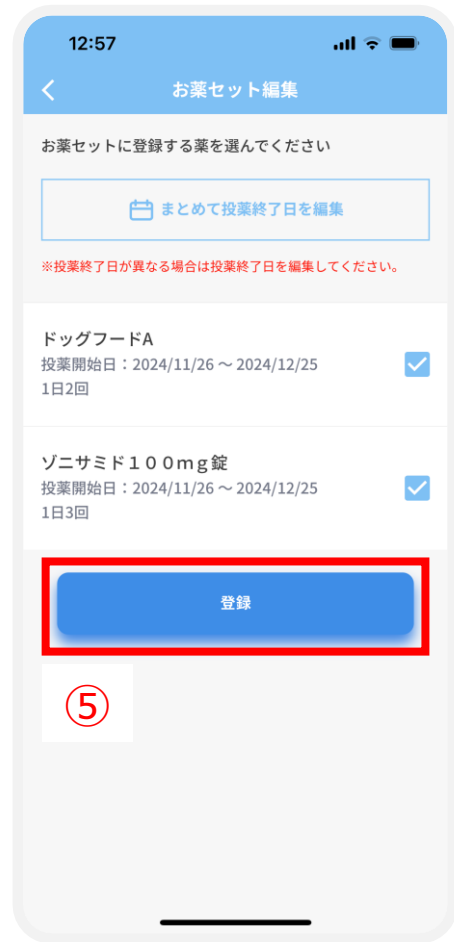 12:57
お薬セット編集
お薬セットに登録する薬を選んでください
まとめて投薬終了日を編集
※投薬終了日が異なる場合は投薬終了日を編集してください。
ドッグフードA
投薬開始日：2024/11/26 ～ 2024/12/25
1日2回
ゾニサミド１００ｍｇ錠
投薬開始日：2024/11/26 ～ 2024/12/25
1日3回
登録
⑤